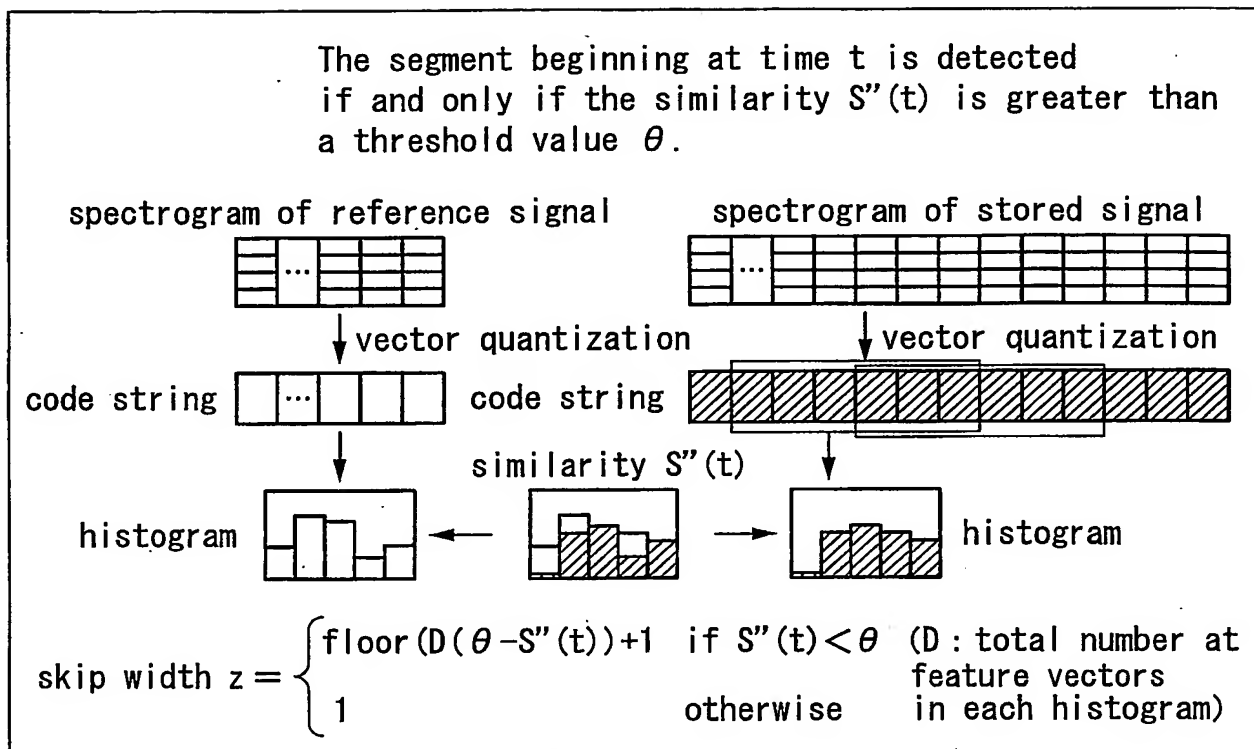 The segment beginning at time t is detected
if and only if the similarity S”(t) is greater than
a threshold value θ.
spectrogram of reference signal
spectrogram of stored signal
...
...
vector quantization
vector quantization
code string
...
code string
similarity S”(t)
histogram
histogram
skip width z = { floor(D(θ-S”(t))+1 if S”(t)<θ (D: total number at
feature vectors
1 otherwise in each histogram)